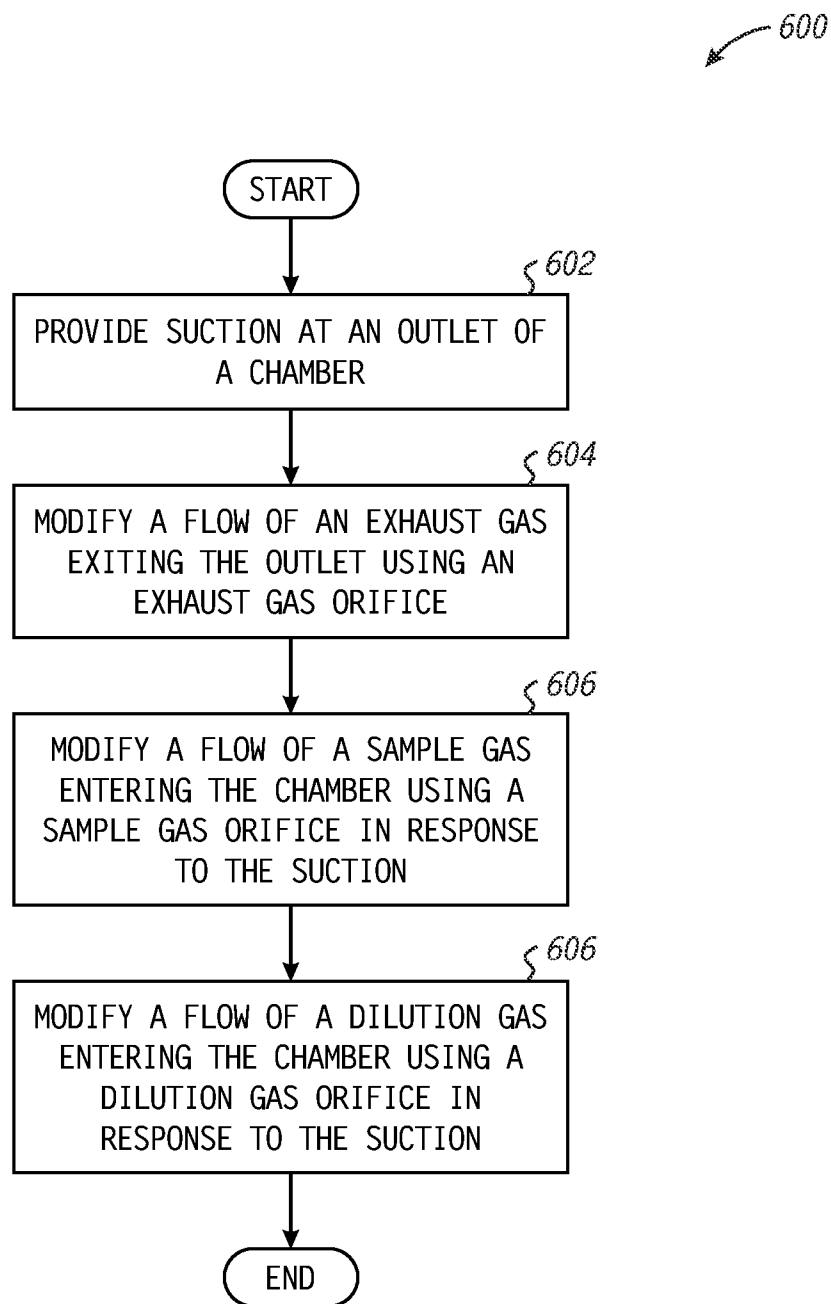 600
START
602
PROVIDE SUCTION AT AN OUTLET OF
A CHAMBER
604
MODIFY A FLOW OF AN EXHAUST GAS
EXITING THE OUTLET USING AN
EXHAUST GAS ORIFICE
606
MODIFY A FLOW OF A SAMPLE GAS
ENTERING THE CHAMBER USING A
SAMPLE GAS ORIFICE IN RESPONSE
TO THE SUCTION
606
MODIFY A FLOW OF A DILUTION GAS
ENTERING THE CHAMBER USING A
DILUTION GAS ORIFICE IN
RESPONSE TO THE SUCTION
END